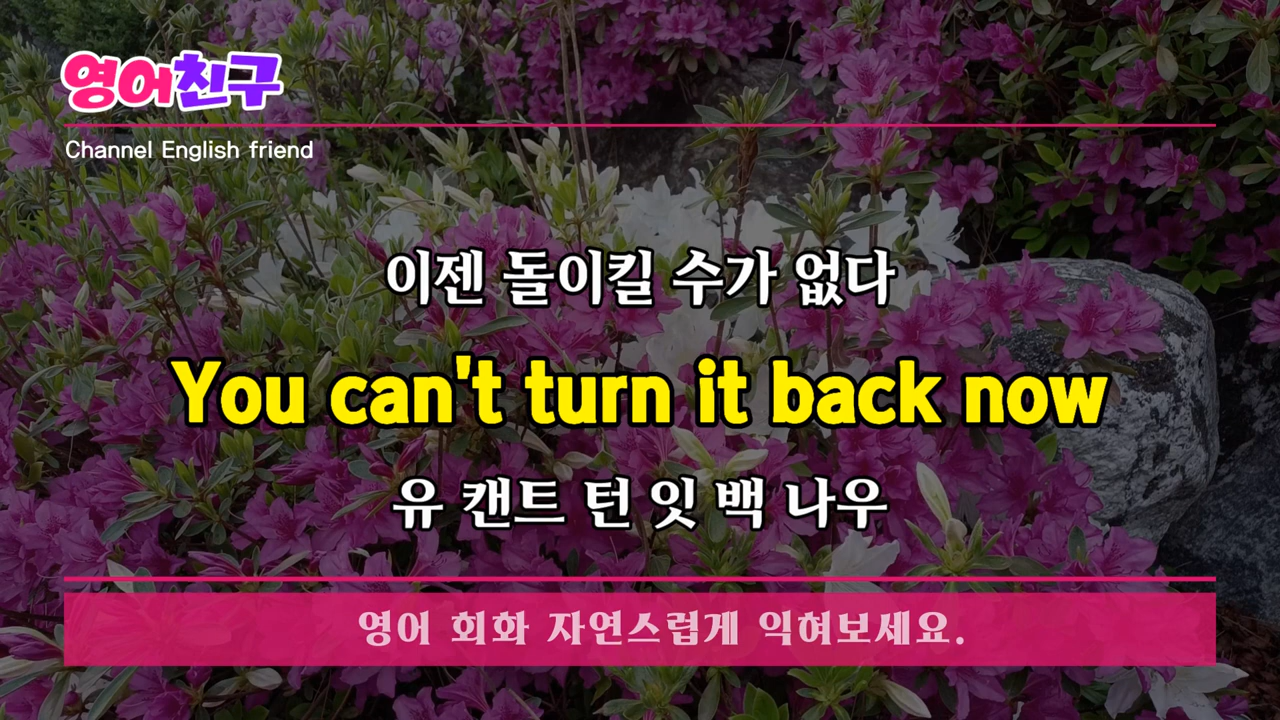 영어친구
Channel English friend
이젠 돌이킬 수가 없다
You can't turn it back now
유 캔트 턴 잇 백 나우
영어 회화 자연스럽게 익혀보세요.